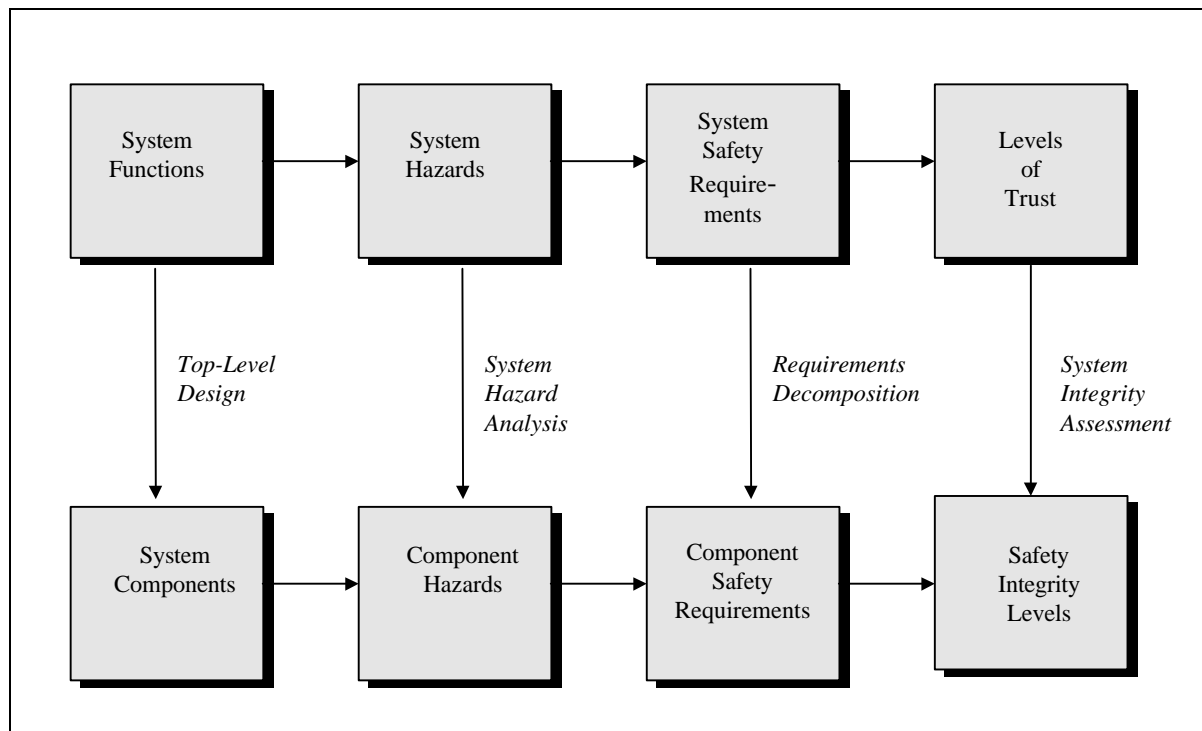 System
Functions
System
Hazards
System
Safety
Require-
ments
Levels
of
Trust
Top-Level
Design
System
Hazard
Analysis
Requirements
Decomposition
System
Integrity
Assessment
System
Components
Component
Hazards
Component
Safety
Requirements
Safety
Integrity
Levels